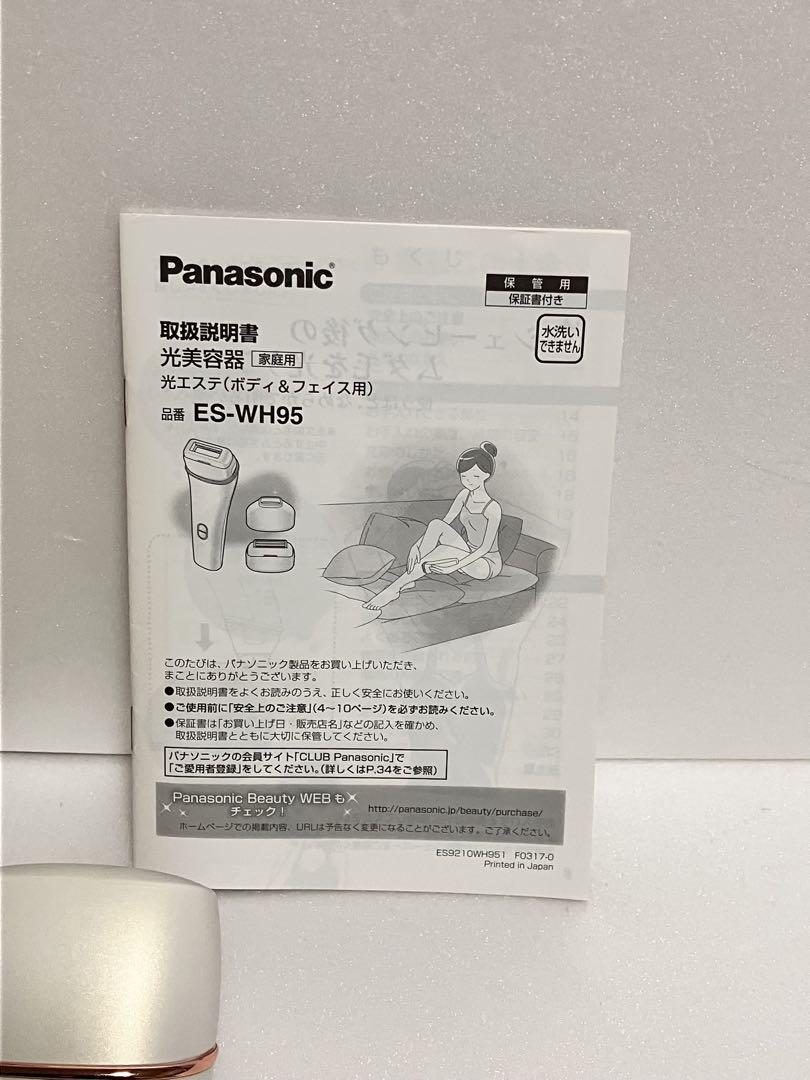 Panasonic®
保管用
保証書付き
水洗い
できません
取扱説明書
光美容器 家庭用
光エステ(ボディ&フェイス用)
品番 ES-WH95
このたびは、パナソニック製品をお買い上げいただき、
まことにありがとうございます。
●取扱説明書をよくお読みのうえ、正しく安全にお使いください。
●ご使用前に「安全上のご注意」(4~10ページ)を必ずお読みください。
●保証書は「お買い上げ日・販売店名」などの記入を確かめ、
取扱説明書とともに大切に保管してください。
パナソニックの会員サイト「CLUB Panasonic」で
「ご愛用者登録」をしてください。(詳しくはP.34をご参照)
Panasonic Beauty WEBも
チェック!
http://panasonic.jp/beauty/purchase/
ホームページでの掲載内容、URLは予告なく変更になることがございます。ご了承ください。
ES9210WH951 F0317-0
Printed in Japan